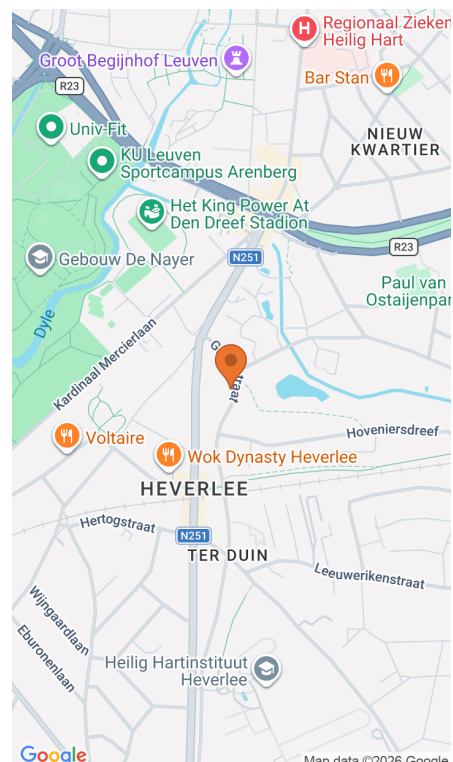 Regionaal Zieken
Heilig Hart
Groot Begijnhof Leuven
Bar Stan
R23
Univ-Fit
NIEUW
KWARTIER
KU Leuven
Sportcampus Arenberg
Het King Power At
Den Dreef Stadion
R23
N251
Gebouw De Nayer
Paul van
Ostaijenpar
Dyle
Kardinaal Mercierlaan
G
straat
Voltaire
Hoveniersdreef
Wok Dynasty Heverlee
HEVERLEE
Hertogstraat
N251
TER DUIN
Leeuwerikenstraat
Wijngaardlaan
Eburonenlaan
Heilig Hartinstituut
Heverlee
Google
Map data ©2026 Google